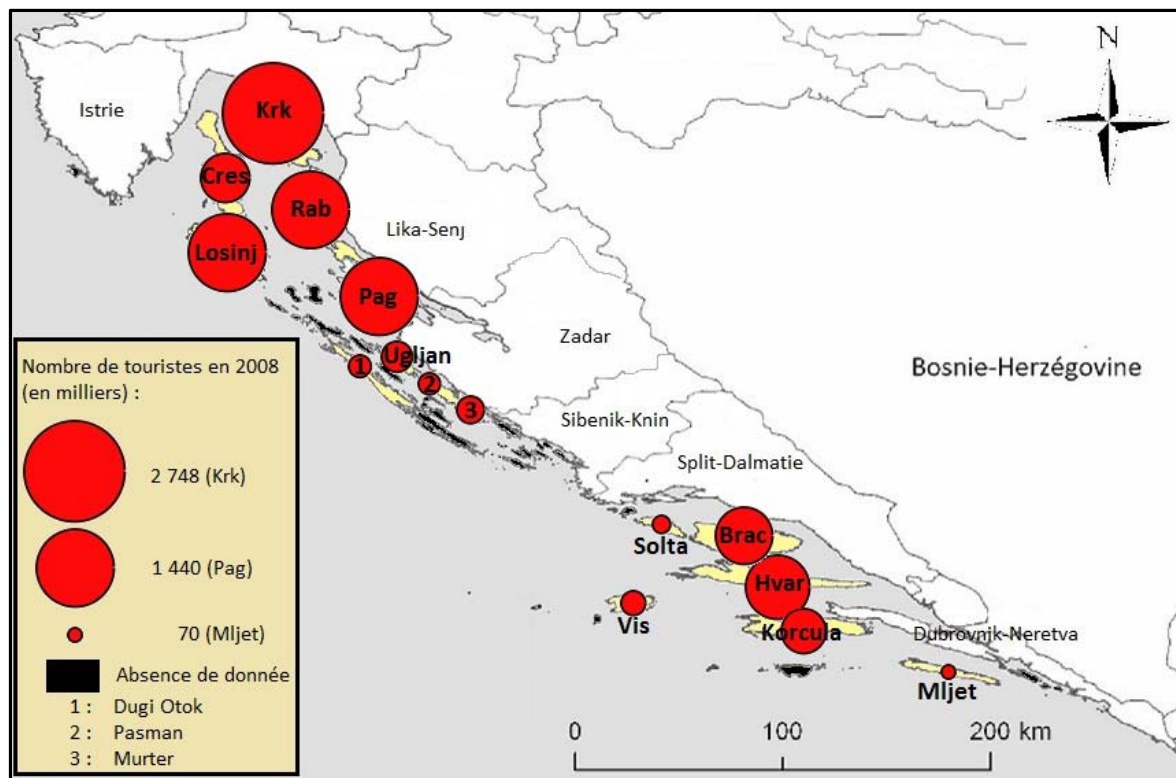 N
Istrie
Krk
Cres
Rab
Losinj
Lika-Senj
Pag
Zadar
Ugljan
1
2
3
Bosnie-Herzégovine
Sibenik-Knin
Split-Dalmatie
Solta
Brac
Hvar
Vis
Korcula
Dubrovnik-Neretva
Mljet
0 100 200 km
Nombre de touristes en 2008
(en milliers) :
2 748 (Krk)
1 440 (Pag)
70 (Mljet)
Absence de donnée
1 : Dugi Otok
2 : Pasman
3 : Murter